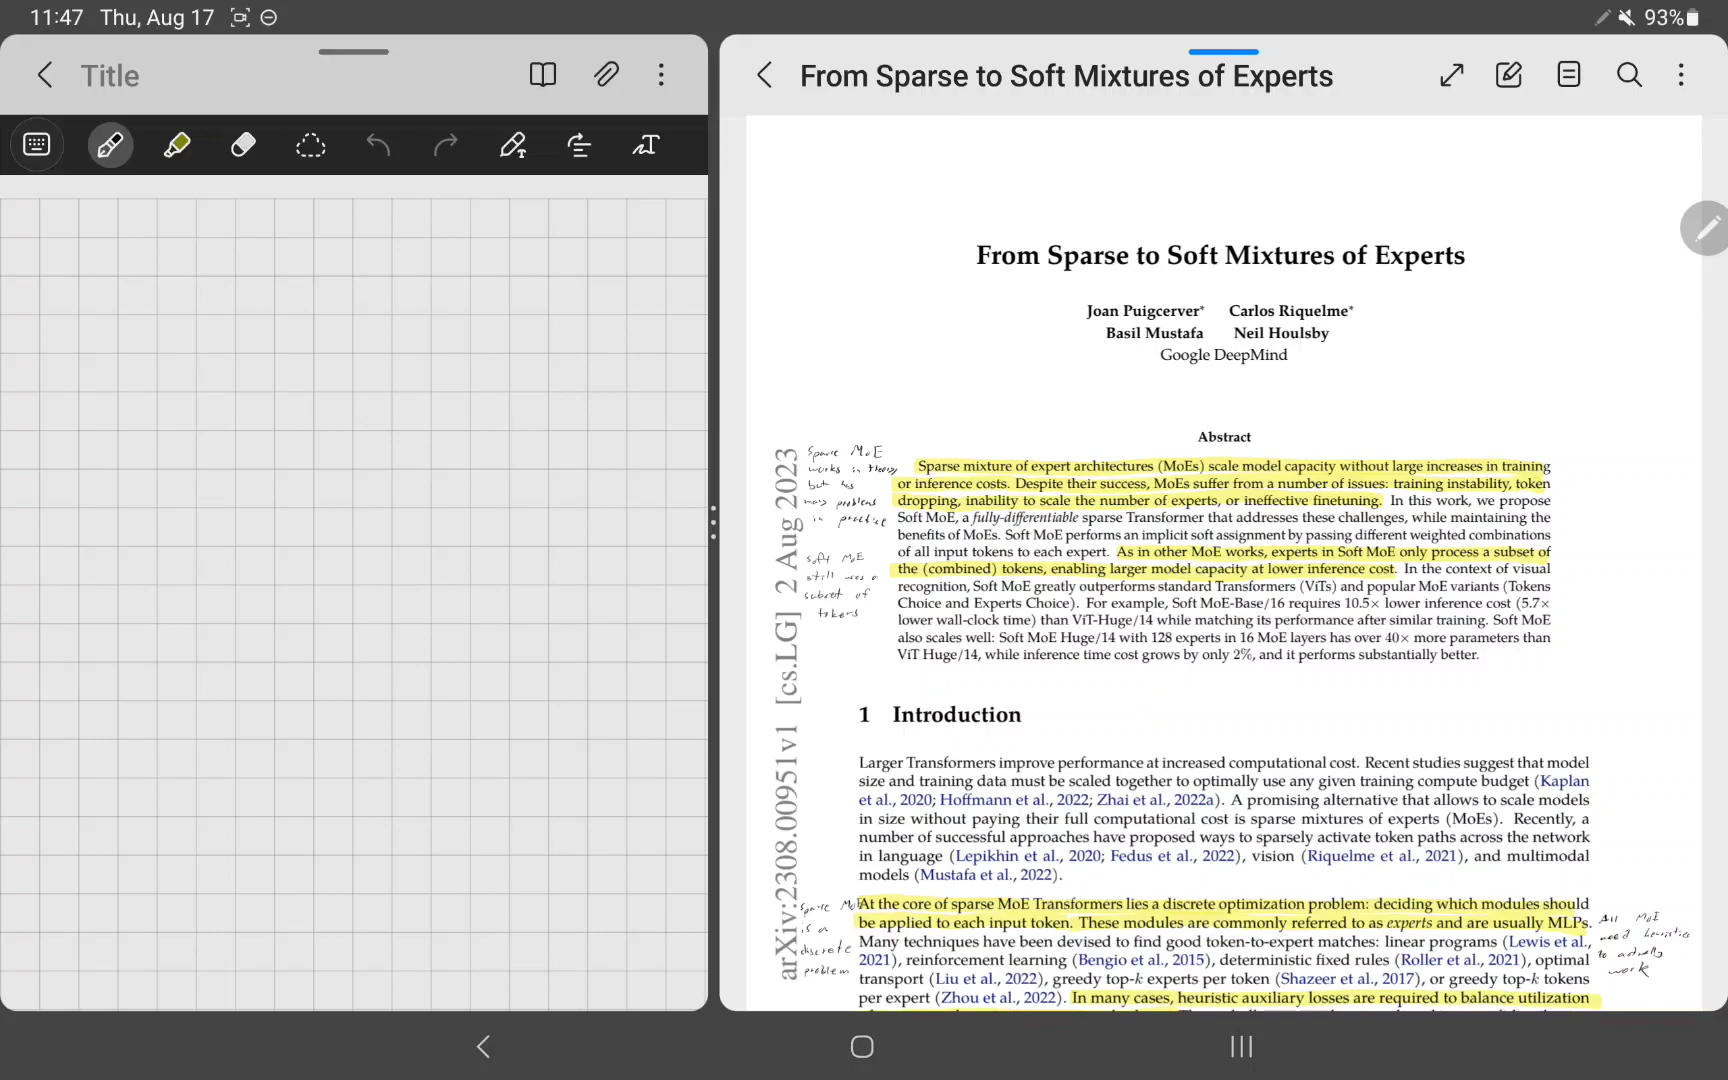 11:47 Thu, Aug 17
93%
Title
From Sparse to Soft Mixtures of Experts
From Sparse to Soft Mixtures of Experts
Joan Puigcerver* Carlos Riquelme*
Basil Mustafa Neil Houlsby
Google DeepMind
Abstract
Sparse mixture of expert architectures (MoEs) scale model capacity without large increases in training
or inference costs. Despite their success, MoEs suffer from a number of issues: training instability, token
dropping, inability to scale the number of experts, or ineffective finetuning. In this work, we propose
Soft MoE, a fully-differentiable sparse Transformer that addresses these challenges, while maintaining the
benefits of MoEs. Soft MoE performs an implicit soft assignment by passing different weighted combinations
of all input tokens to each expert. As in other MoE works, experts in Soft MoE only process a subset of
the (combined) tokens, enabling larger model capacity at lower inference cost. In the context of visual
recognition, Soft MoE greatly outperforms standard Transformers (ViTs) and popular MoE variants (Tokens
Choice and Experts Choice). For example, Soft MoE-Base/16 requires 10.5× lower inference cost (5.7×
lower wall-clock time) than ViT-Huge/14 while matching its performance after similar training. Soft MoE
also scales well: Soft MoE Huge/14 with 128 experts in 16 MoE layers has over 40× more parameters than
ViT Huge/14, while inference time cost grows by only 2%, and it performs substantially better.
Sparse MoE
works in theory
but has
many problems
in practice
soft MoE
still uses a
subset of
tokens
arXiv:2308.00951v1 [cs.LG] 2 Aug 2023
1 Introduction
Larger Transformers improve performance at increased computational cost. Recent studies suggest that model
size and training data must be scaled together to optimally use any given training compute budget (Kaplan
et al., 2020; Hoffmann et al., 2022; Zhai et al., 2022a). A promising alternative that allows to scale models
in size without paying their full computational cost is sparse mixtures of experts (MoEs). Recently, a
number of successful approaches have proposed ways to sparsely activate token paths across the network
in language (Lepikhin et al., 2020; Fedus et al., 2022), vision (Riquelme et al., 2021), and multimodal
models (Mustafa et al., 2022).
At the core of sparse MoE Transformers lies a discrete optimization problem: deciding which modules should
be applied to each input token. These modules are commonly referred to as experts and are usually MLPs.
Many techniques have been devised to find good token-to-expert matches: linear programs (Lewis et al.,
2021), reinforcement learning (Bengio et al., 2015), deterministic fixed rules (Roller et al., 2021), optimal
transport (Liu et al., 2022), greedy top-k experts per token (Shazeer et al., 2017), or greedy top-k tokens
per expert (Zhou et al., 2022). In many cases, heuristic auxiliary losses are required to balance utilization
sparse MoE
is a
discrete
problem
All MoE
need heuristics
to actually
work